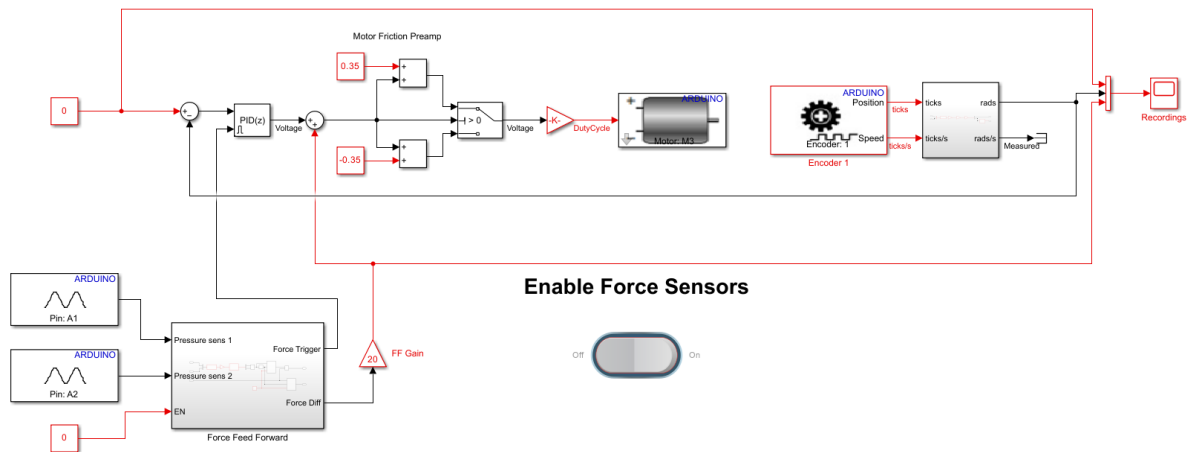 Motor Friction Preamp
0.35
-0.35
0
+
−
PID(z)
Voltage
+
+
+
+
+
+
> 0
Voltage
-K-
DutyCycle
ARDUINO
+
Motor: M3
ARDUINO
Position
Speed
Encoder: 1
Encoder 1
ticks
ticks/s
ticks
ticks/s
rads
rads/s
Measured
Recordings
Enable Force Sensors
Off
On
ARDUINO
Pin: A1
ARDUINO
Pin: A2
0
Pressure sens 1
Pressure sens 2
EN
Force Trigger
Force Diff
Force Feed Forward
20
FF Gain